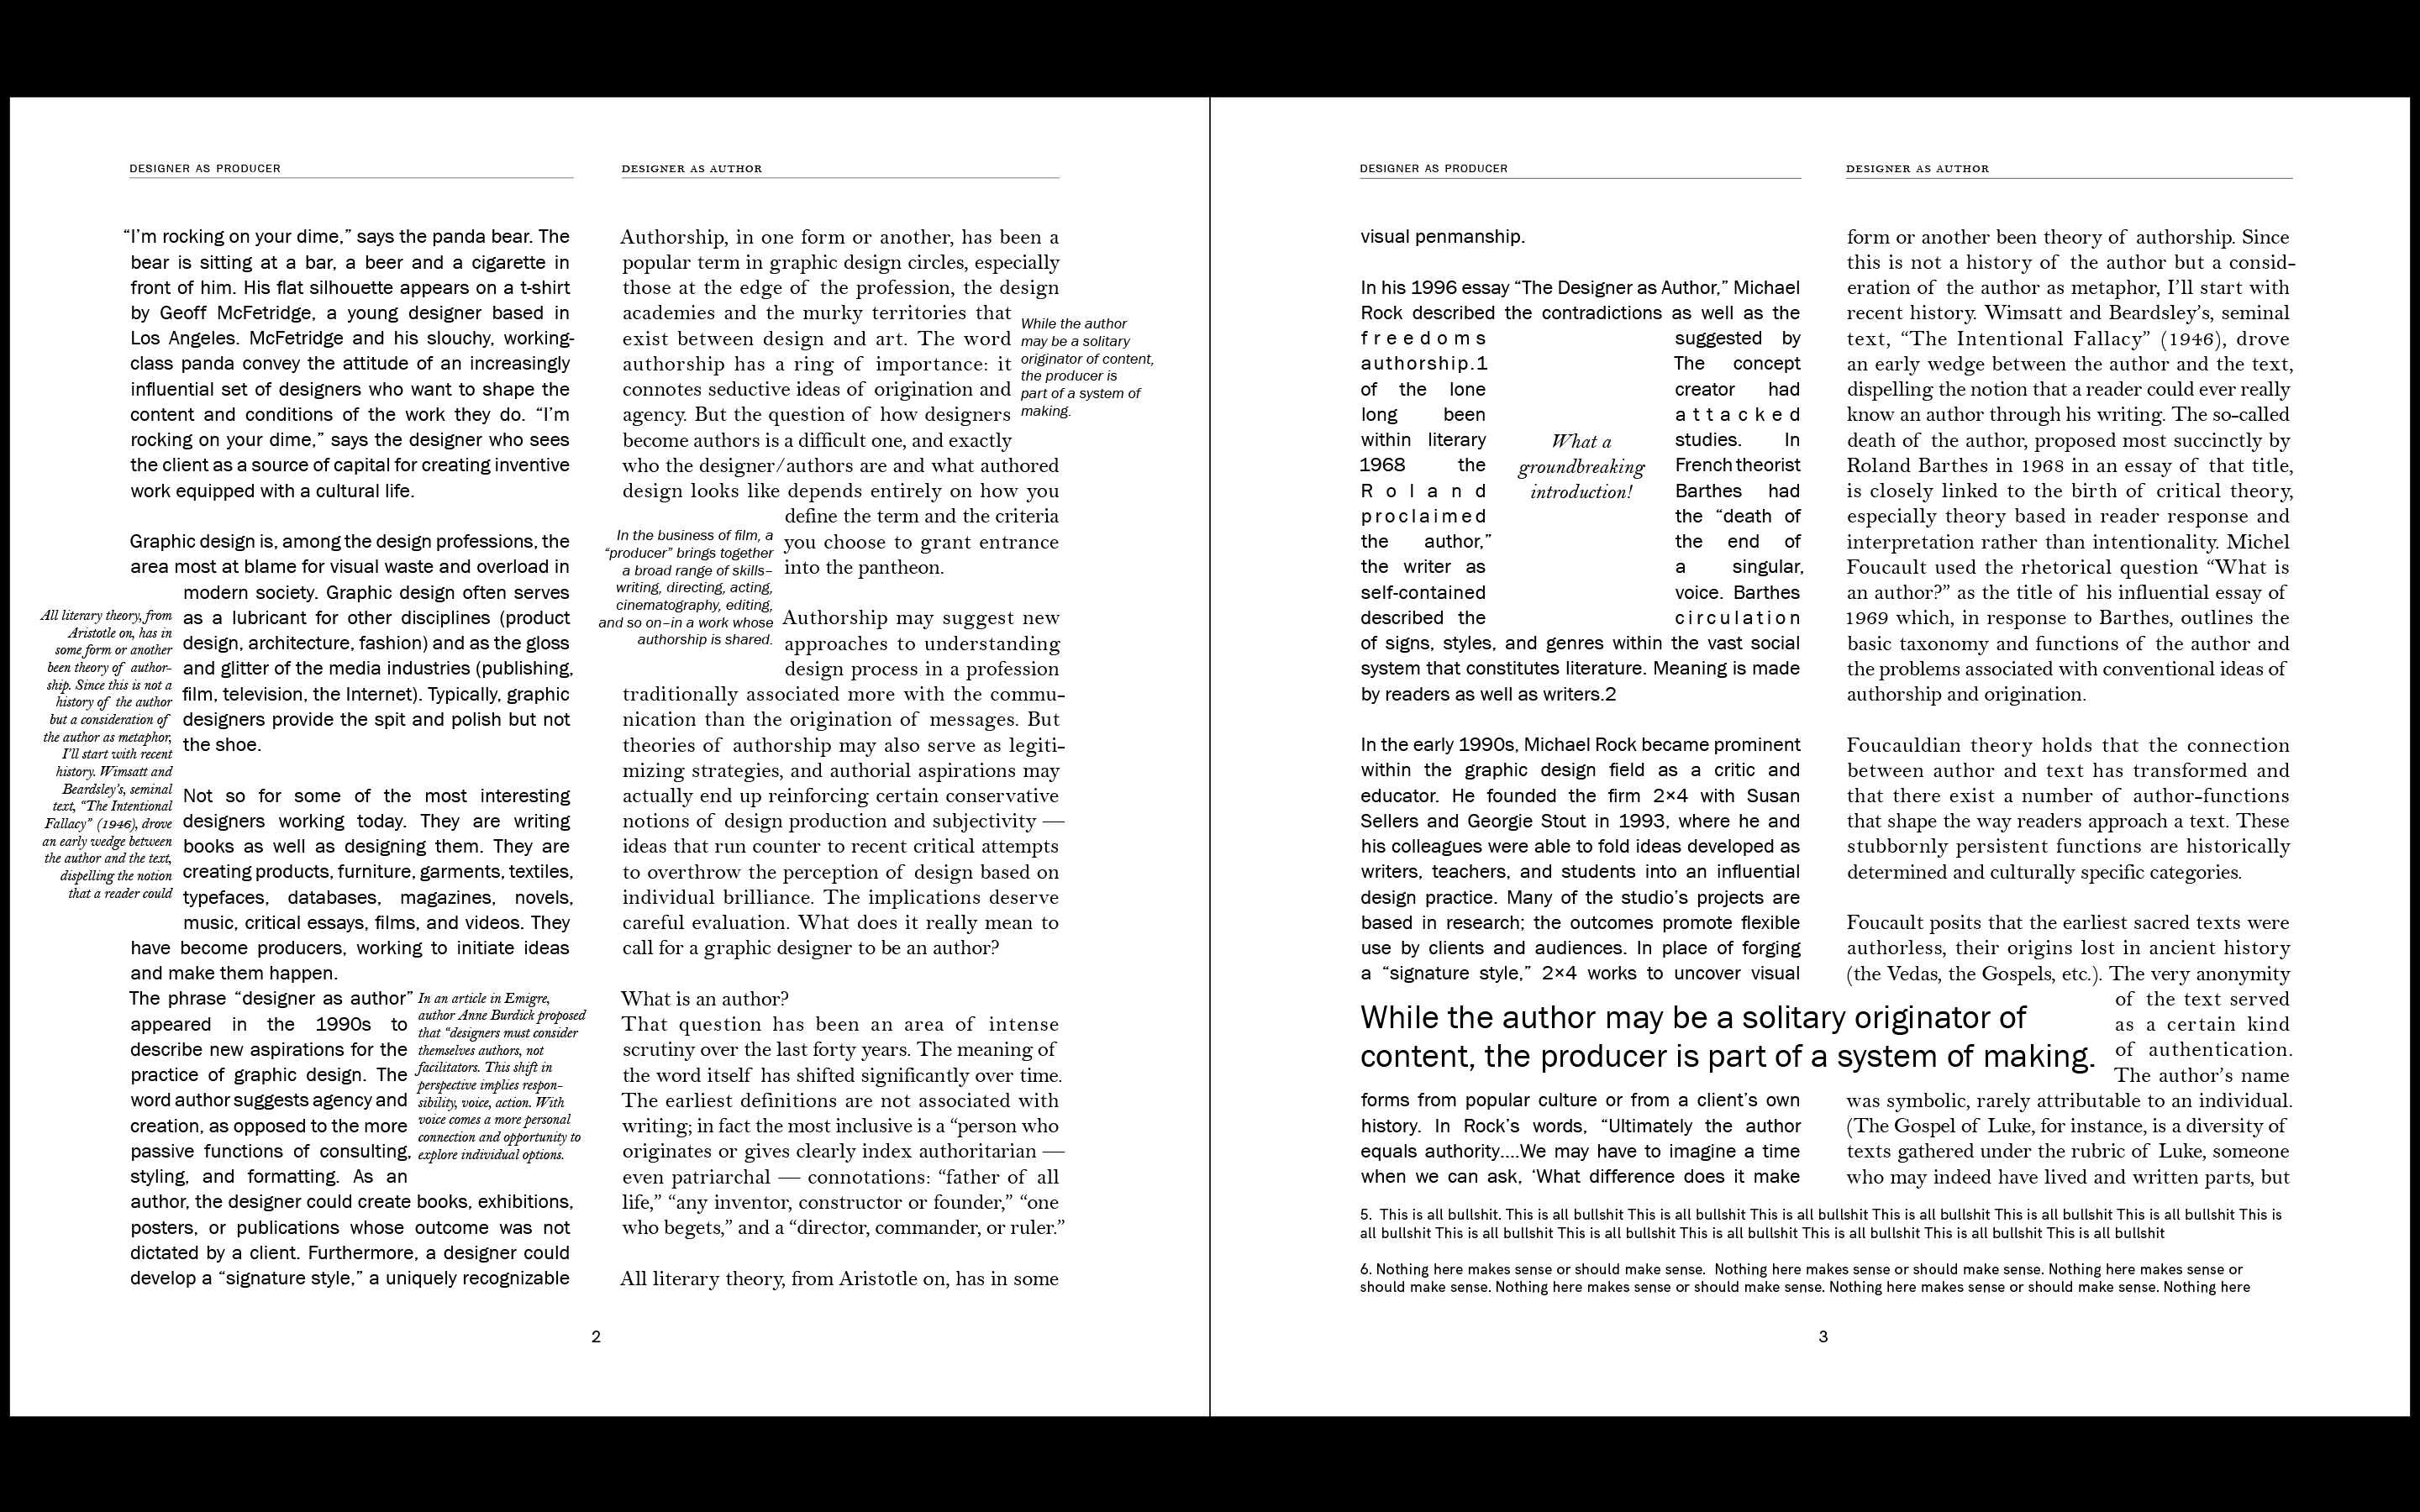 DESIGNER AS PRODUCER
“I’m rocking on your dime,” says the panda bear. The
bear is sitting at a bar, a beer and a cigarette in
front of him. His flat silhouette appears on a t-shirt
by Geoff McFetridge, a young designer based in
Los Angeles. McFetridge and his slouchy, working-
class panda convey the attitude of an increasingly
influential set of designers who want to shape the
content and conditions of the work they do. “I’m
rocking on your dime,” says the designer who sees
the client as a source of capital for creating inventive
work equipped with a cultural life.
Graphic design is, among the design professions, the
area most at blame for visual waste and overload in
modern society. Graphic design often serves
as a lubricant for other disciplines (product
design, architecture, fashion) and as the gloss
and glitter of the media industries (publishing,
film, television, the Internet). Typically, graphic
designers provide the spit and polish but not
the shoe.
All literary theory, from
Aristotle on, has in
some form or another
been theory of author-
ship. Since this is not a
history of the author
but a consideration of
the author as metaphor,
I’ll start with recent
history. Wimsatt and
Beardsley’s, seminal
text, “The Intentional
Fallacy” (1946), drove
an early wedge between
the author and the text,
dispelling the notion
that a reader could
Not so for some of the most interesting
designers working today. They are writing
books as well as designing them. They are
creating products, furniture, garments, textiles,
typefaces, databases, magazines, novels,
music, critical essays, films, and videos. They
have become producers, working to initiate ideas
and make them happen.
The phrase “designer as author”
appeared in the 1990s to
describe new aspirations for the
practice of graphic design. The
word author suggests agency and
creation, as opposed to the more
passive functions of consulting,
styling, and formatting. As an
author, the designer could create books, exhibitions,
posters, or publications whose outcome was not
dictated by a client. Furthermore, a designer could
develop a “signature style,” a uniquely recognizable
In an article in Emigre,
author Anne Burdick proposed
that “designers must consider
themselves authors, not
facilitators. This shift in
perspective implies respon-
sibility, voice, action. With
voice comes a more personal
connection and opportunity to
explore individual options.
DESIGNER AS AUTHOR
Authorship, in one form or another, has been a
popular term in graphic design circles, especially
those at the edge of the profession, the design
academies and the murky territories that
exist between design and art. The word
authorship has a ring of importance: it
connotes seductive ideas of origination and
agency. But the question of how designers
become authors is a difficult one, and exactly
who the designer/authors are and what authored
design looks like depends entirely on how you
define the term and the criteria
you choose to grant entrance
into the pantheon.
While the author
may be a solitary
originator of content,
the producer is
part of a system of
making.
In the business of film, a
“producer” brings together
a broad range of skills–
writing, directing, acting,
cinematography, editing,
and so on–in a work whose
authorship is shared.
Authorship may suggest new
approaches to understanding
design process in a profession
traditionally associated more with the commu-
nication than the origination of messages. But
theories of authorship may also serve as legiti-
mizing strategies, and authorial aspirations may
actually end up reinforcing certain conservative
notions of design production and subjectivity —
ideas that run counter to recent critical attempts
to overthrow the perception of design based on
individual brilliance. The implications deserve
careful evaluation. What does it really mean to
call for a graphic designer to be an author?
What is an author?
That question has been an area of intense
scrutiny over the last forty years. The meaning of
the word itself has shifted significantly over time.
The earliest definitions are not associated with
writing; in fact the most inclusive is a “person who
originates or gives clearly index authoritarian —
even patriarchal — connotations: “father of all
life,” “any inventor, constructor or founder,” “one
who begets,” and a “director, commander, or ruler.”
All literary theory, from Aristotle on, has in some
2
DESIGNER AS PRODUCER
visual penmanship.
In his 1996 essay “The Designer as Author,” Michael
Rock described the contradictions as well as the
freedoms suggested by
authorship.1 The concept
of the lone creator had
long been attacked
within literary studies. In
1968 the French theorist
Roland Barthes had
proclaimed the “death of
the author,” the end of
the writer as a singular,
self-contained voice. Barthes
described the circulation
of signs, styles, and genres within the vast social
system that constitutes literature. Meaning is made
by readers as well as writers.2
What a
groundbreaking
introduction!
In the early 1990s, Michael Rock became prominent
within the graphic design field as a critic and
educator. He founded the firm 2×4 with Susan
Sellers and Georgie Stout in 1993, where he and
his colleagues were able to fold ideas developed as
writers, teachers, and students into an influential
design practice. Many of the studio’s projects are
based in research; the outcomes promote flexible
use by clients and audiences. In place of forging
a “signature style,” 2×4 works to uncover visual
While the author may be a solitary originator of
content, the producer is part of a system of making.
forms from popular culture or from a client’s own
history. In Rock’s words, “Ultimately the author
equals authority....We may have to imagine a time
when we can ask, ‘What difference does it make
DESIGNER AS AUTHOR
form or another been theory of authorship. Since
this is not a history of the author but a consid-
eration of the author as metaphor, I’ll start with
recent history. Wimsatt and Beardsley’s, seminal
text, “The Intentional Fallacy” (1946), drove
an early wedge between the author and the text,
dispelling the notion that a reader could ever really
know an author through his writing. The so-called
death of the author, proposed most succinctly by
Roland Barthes in 1968 in an essay of that title,
is closely linked to the birth of critical theory,
especially theory based in reader response and
interpretation rather than intentionality. Michel
Foucault used the rhetorical question “What is
an author?” as the title of his influential essay of
1969 which, in response to Barthes, outlines the
basic taxonomy and functions of the author and
the problems associated with conventional ideas of
authorship and origination.
Foucauldian theory holds that the connection
between author and text has transformed and
that there exist a number of author-functions
that shape the way readers approach a text. These
stubbornly persistent functions are historically
determined and culturally specific categories.
Foucault posits that the earliest sacred texts were
authorless, their origins lost in ancient history
(the Vedas, the Gospels, etc.). The very anonymity
of the text served
as a certain kind
of authentication.
The author’s name
was symbolic, rarely attributable to an individual.
(The Gospel of Luke, for instance, is a diversity of
texts gathered under the rubric of Luke, someone
who may indeed have lived and written parts, but
5. This is all bullshit. This is all bullshit This is all bullshit This is all bullshit This is all bullshit This is all bullshit This is all bullshit This is
all bullshit This is all bullshit This is all bullshit This is all bullshit This is all bullshit This is all bullshit This is all bullshit
6. Nothing here makes sense or should make sense. Nothing here makes sense or should make sense. Nothing here makes sense or
should make sense. Nothing here makes sense or should make sense. Nothing here makes sense or should make sense. Nothing here
3